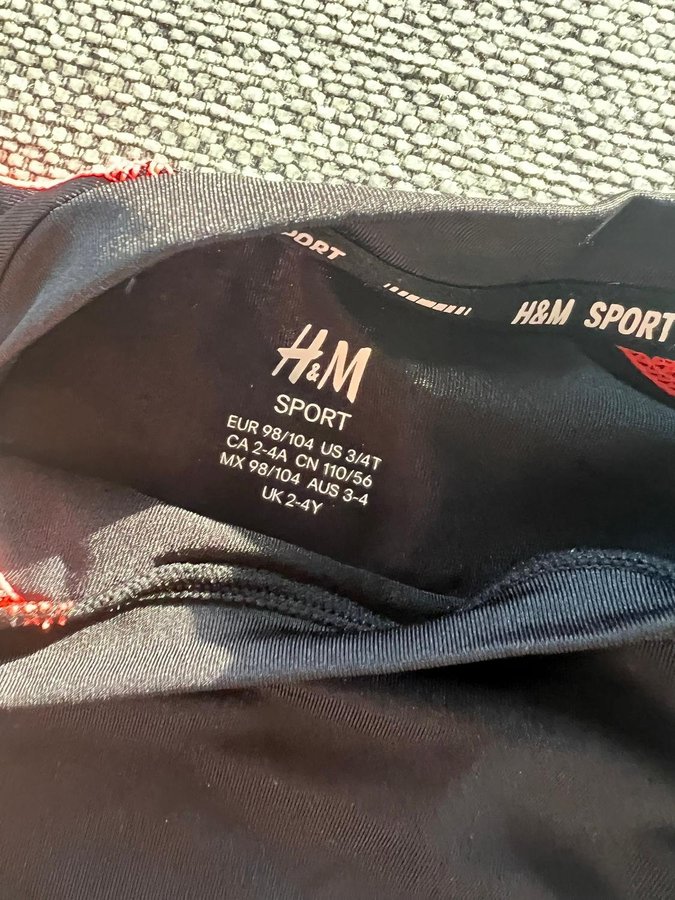 PORT
H&M SPORT
H&M
SPORT
EUR 98/104 US 3/4T
CA 2-4A CN 110/56
MX 98/104 AUS 3-4
UK 2-4Y